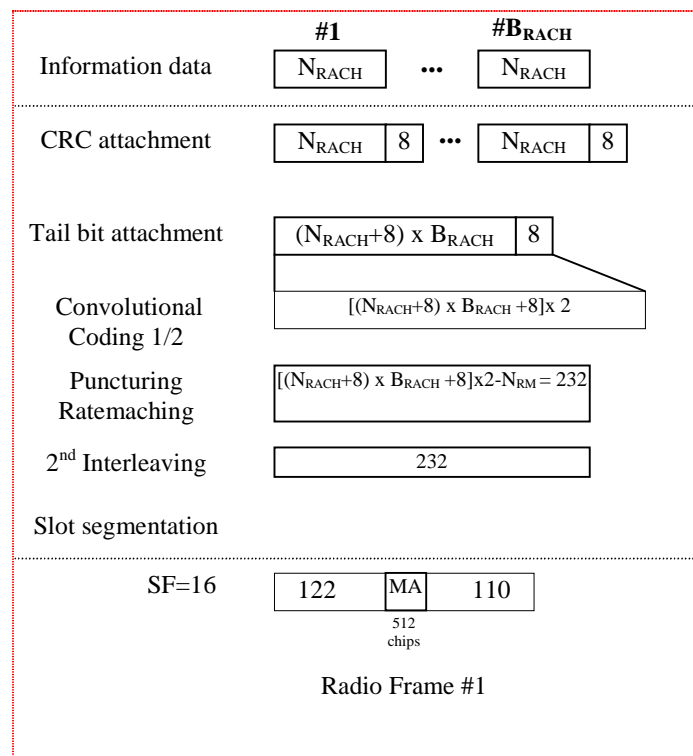 #1 #B_RACH
Information data N_RACH ... N_RACH
CRC attachment N_RACH 8 ... N_RACH 8
Tail bit attachment (N_RACH+8) x B_RACH 8
Convolutional
Coding 1/2
[(N_RACH+8) x B_RACH +8]x 2
Puncturing
Ratemaching
[(N_RACH+8) x B_RACH +8]x2-N_RM = 232
2nd Interleaving 232
Slot segmentation
SF=16 122 MA 110
512
chips
Radio Frame #1